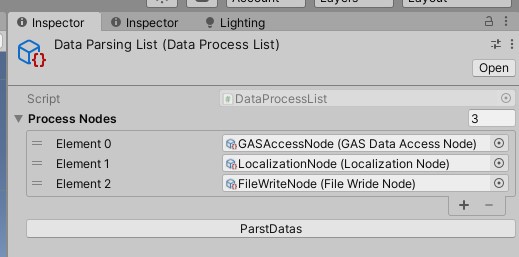 Account Layers Layout
Inspector Inspector Lighting
Data Parsing List (Data Process List)
Open
Script DataProcessList
Process Nodes 3
Element 0 GASAccessNode (GAS Data Access Node)
Element 1 LocalizationNode (Localization Node)
Element 2 FileWriteNode (File Wride Node)
ParstDatas